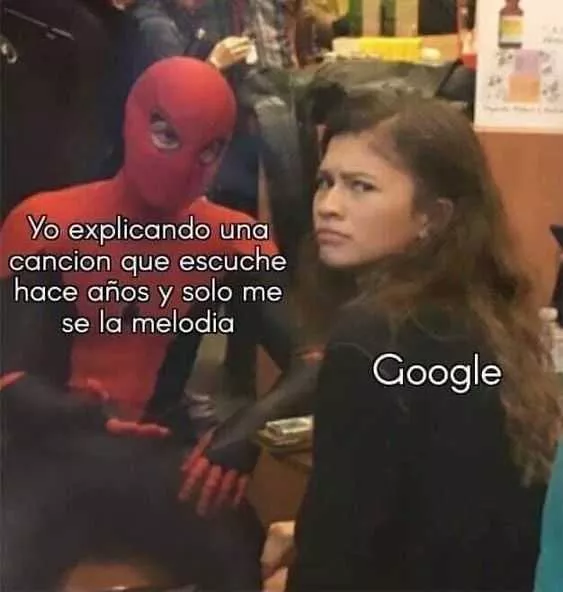 Yo explicando una
cancion que escuche
hace años y solo me
se la melodia
Google